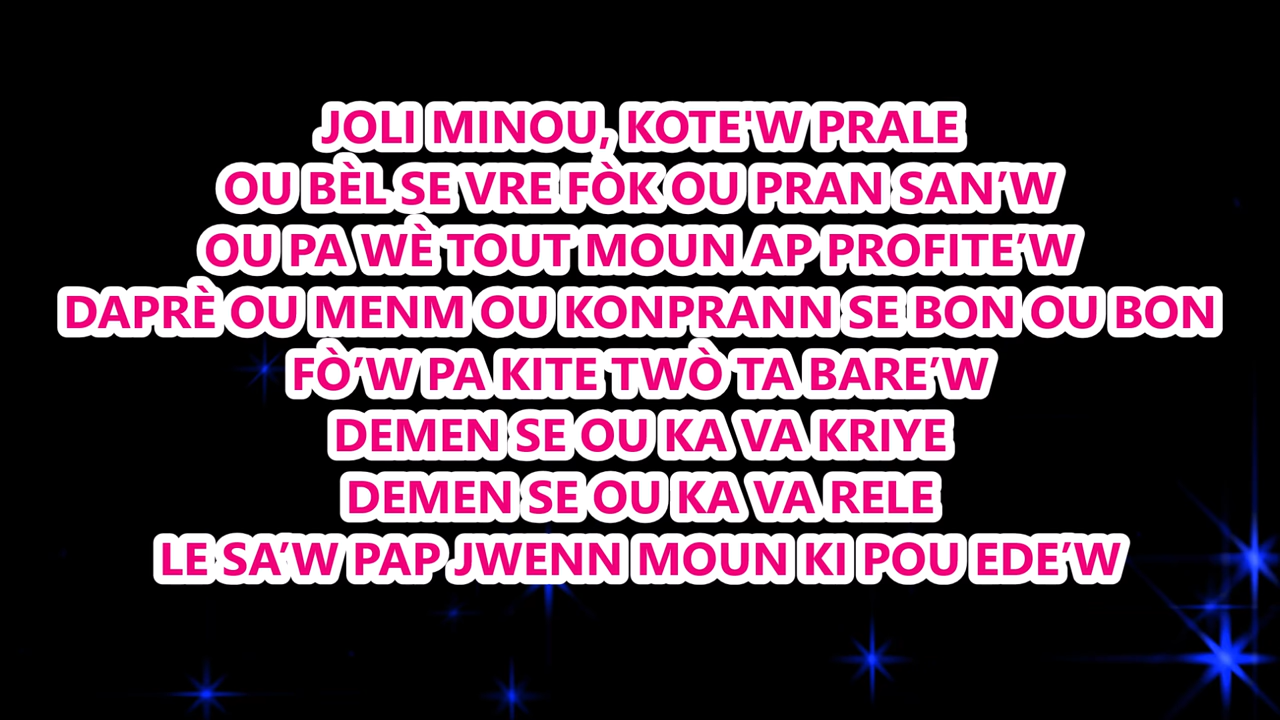 JOLI MINOU, KOTE'W PRALE
OU BÈL SE VRE FÒK OU PRAN SAN’W
OU PA WÈ TOUT MOUN AP PROFITE’W
DAPRÈ OU MENM OU KONPRANN SE BON OU BON
FÒ’W PA KITE TWÒ TA BARE’W
DEMEN SE OU KA VA KRIYE
DEMEN SE OU KA VA RELE
LE SA’W PAP JWENN MOUN KI POU EDE’W